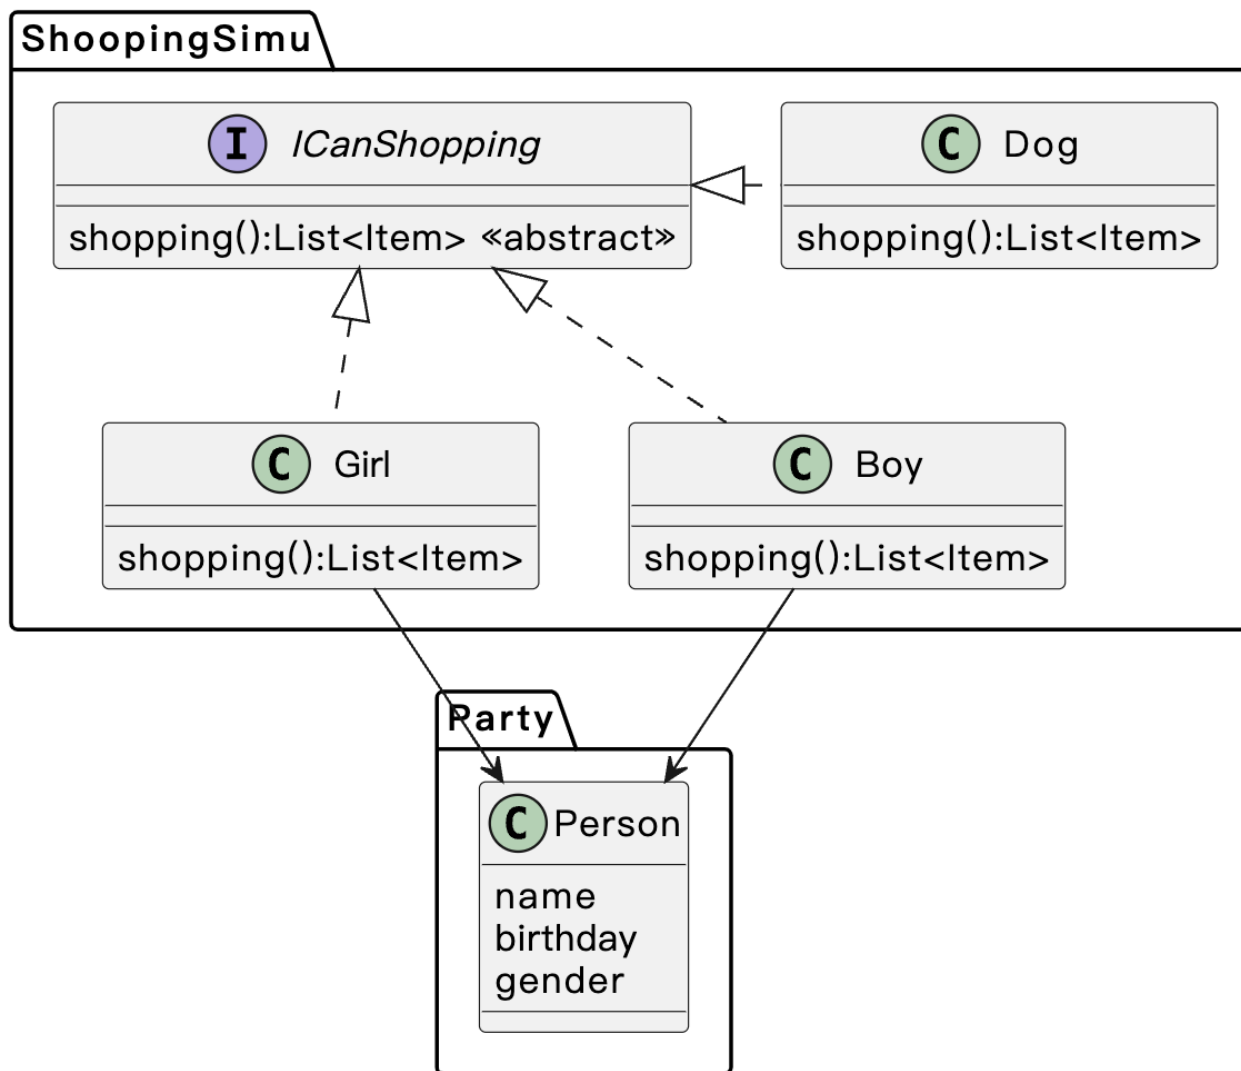 ShoopingSimu
I ICanShopping
shopping():List<Item> «abstract»
C Dog
shopping():List<Item>
C Girl
shopping():List<Item>
C Boy
shopping():List<Item>
Party
C Person
name
birthday
gender